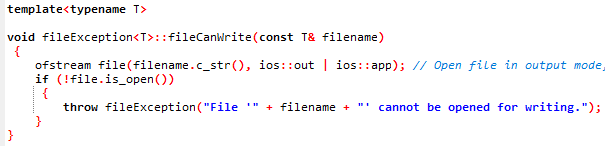 template<typename T>
void fileException<T>::fileCanWrite(const T& filename)
{
ofstream file(filename.c_str(), ios::out | ios::app); // Open file in output mode,
if (!file.is_open())
{
throw fileException("File '" + filename + "' cannot be opened for writing.");
}
}